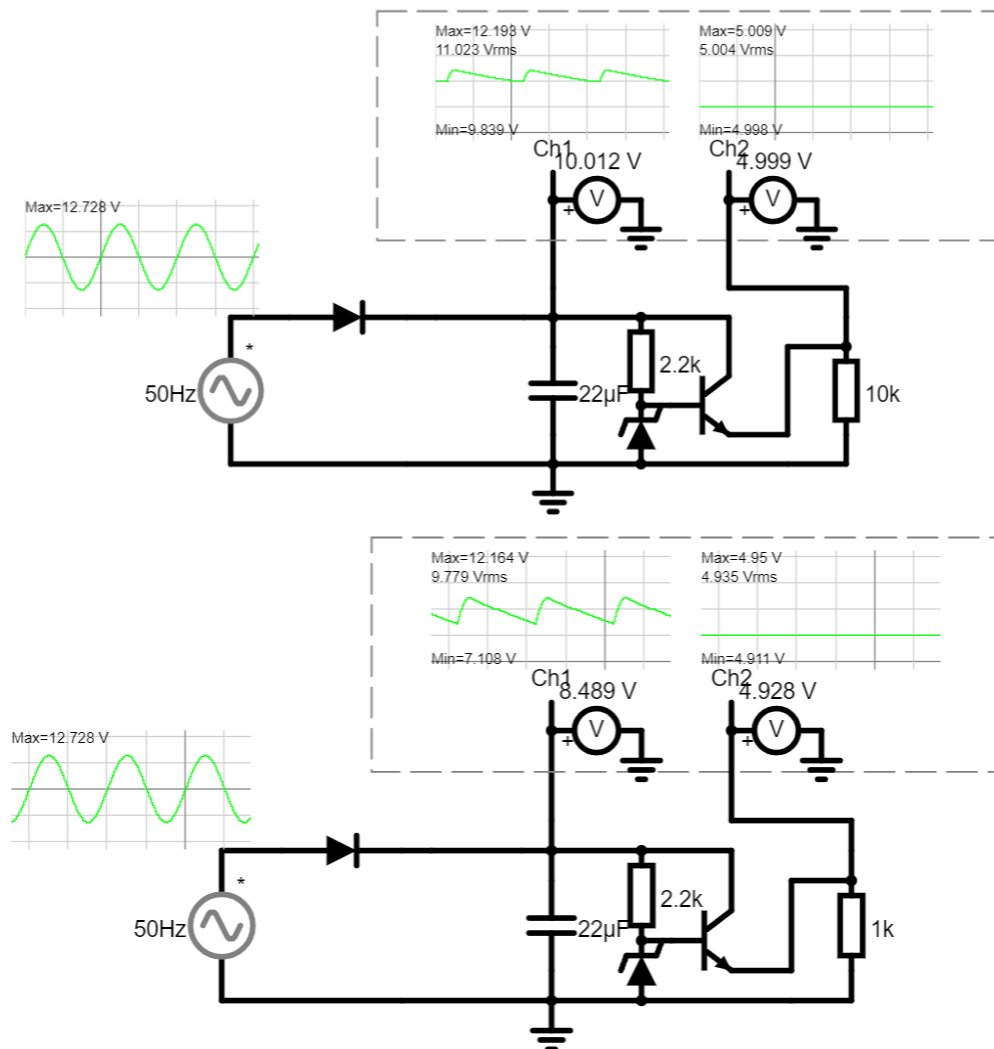 Max=12.193 V
11.023 Vrms
Min=9.839 V
Max=5.009 V
5.004 Vrms
Min=4.998 V
Ch1
10.012 V
V
+
Ch2
4.999 V
V
+
Max=12.728 V
*
50Hz
22µF
2.2k
10k
Max=12.164 V
9.779 Vrms
Min=7.108 V
Max=4.95 V
4.935 Vrms
Min=4.911 V
Ch1
8.489 V
V
+
Ch2
4.928 V
V
+
Max=12.728 V
*
50Hz
22µF
2.2k
1k